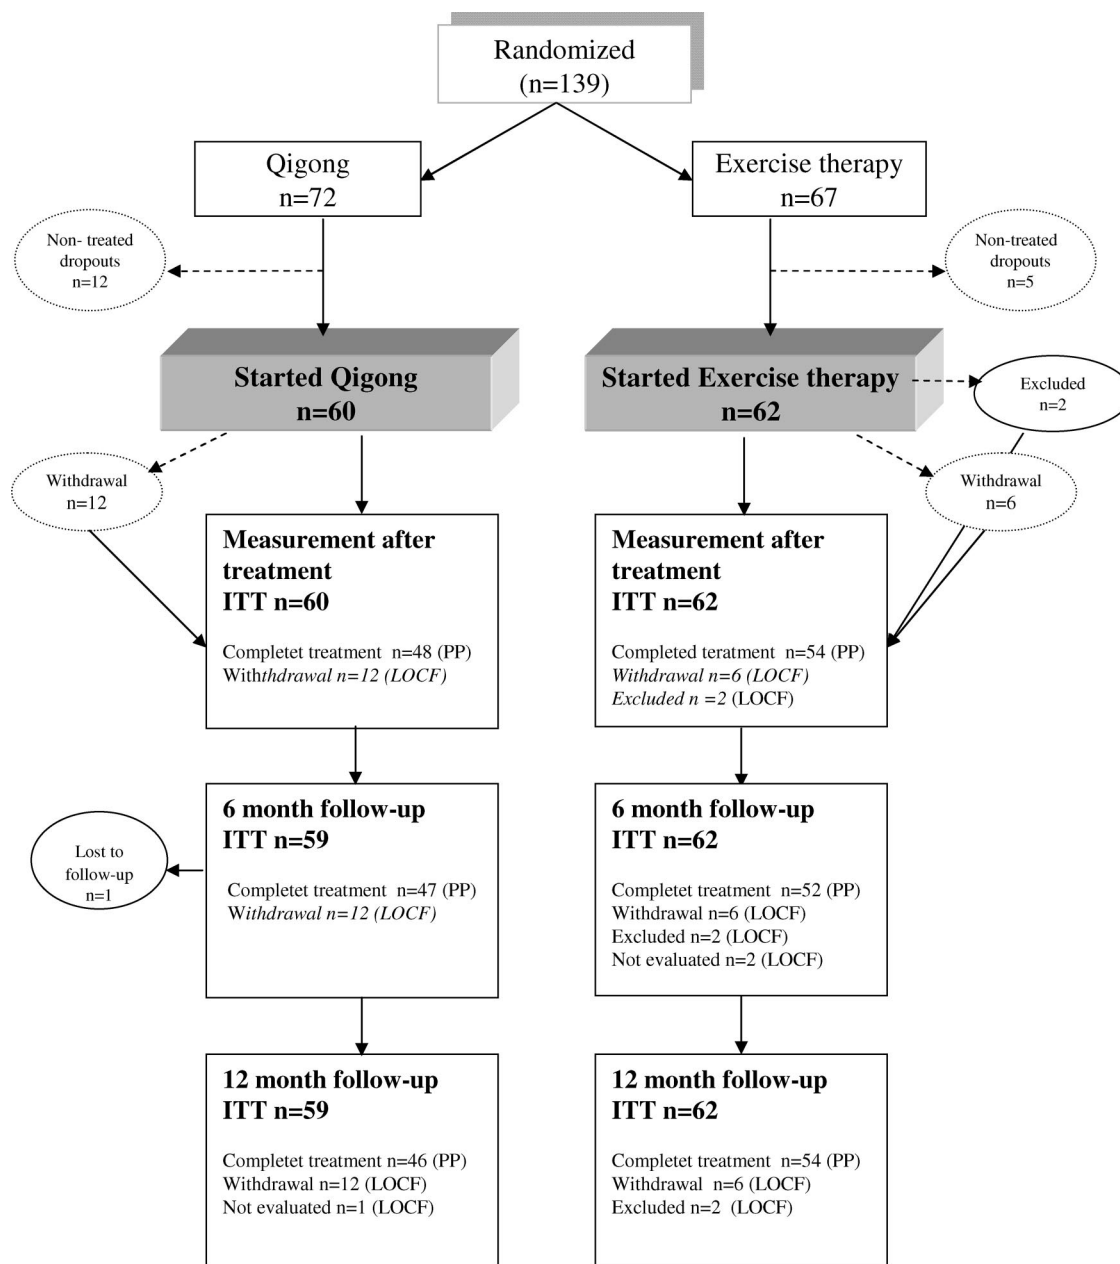 Randomized
(n=139)
Qigong
n=72
Exercise therapy
n=67
Non- treated
dropouts
n=12
Non-treated
dropouts
n=5
Started Qigong
n=60
Started Exercise therapy
n=62
Excluded
n=2
Withdrawal
n=12
Withdrawal
n=6
Measurement after
treatment
ITT n=60
Completet treatment n=48 (PP)
Withthdrawal n=12 (LOCF)
Measurement after
treatment
ITT n=62
Completed teratment n=54 (PP)
Withdrawal n=6 (LOCF)
Excluded n =2 (LOCF)
6 month follow-up
ITT n=59
Completet treatment n=47 (PP)
Withdrawal n=12 (LOCF)
Lost to
follow-up
n=1
6 month follow-up
ITT n=62
Completet treatment n=52 (PP)
Withdrawal n=6 (LOCF)
Excluded n=2 (LOCF)
Not evaluated n=2 (LOCF)
12 month follow-up
ITT n=59
Completet treatment n=46 (PP)
Withdrawal n=12 (LOCF)
Not evaluated n=1 (LOCF)
12 month follow-up
ITT n=62
Completet treatment n=54 (PP)
Withdrawal n=6 (LOCF)
Excluded n=2 (LOCF)